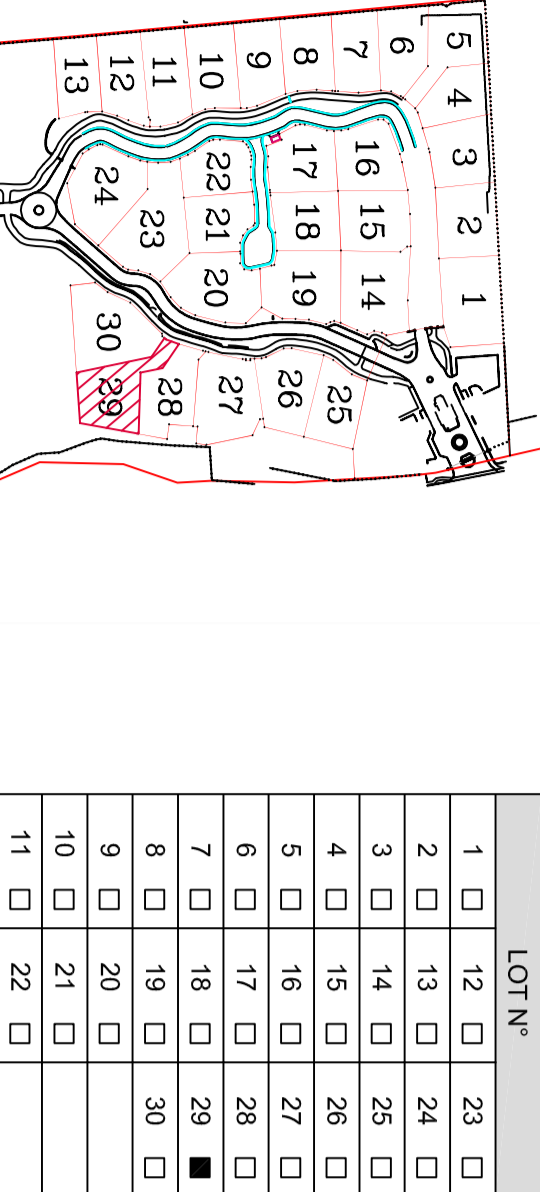 5
4
3
2
1
6
7
8
9
10
11
12
13
16
15
14
17
18
19
22
21
20
24
23
30
29
28
27
26
25
LOT N°
1 ☐ 12 ☐ 23 ☐
2 ☐ 13 ☐ 24 ☐
3 ☐ 14 ☐ 25 ☐
4 ☐ 15 ☐ 26 ☐
5 ☐ 16 ☐ 27 ☐
6 ☐ 17 ☐ 28 ☐
7 ☐ 18 ☐ 29 ■
8 ☐ 19 ☐ 30 ☐
9 ☐ 20 ☐
10 ☐ 21 ☐
11 ☐ 22 ☐